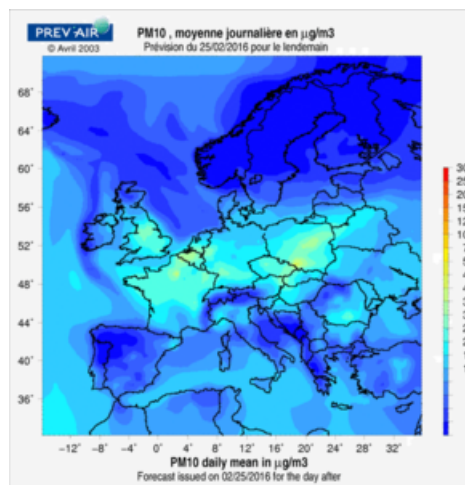 PREV'AIR
© Avril 2003
PM10 , moyenne journalière en µg/m3
Prévision du 25/02/2016 pour le lendemain
68°
64°
60°
56°
52°
48°
44°
40°
36°
−12° −8° −4° 0° 4° 8° 12° 16° 20° 24° 28° 32°
PM10 daily mean in µg/m3
Forecast issued on 02/25/2016 for the day after